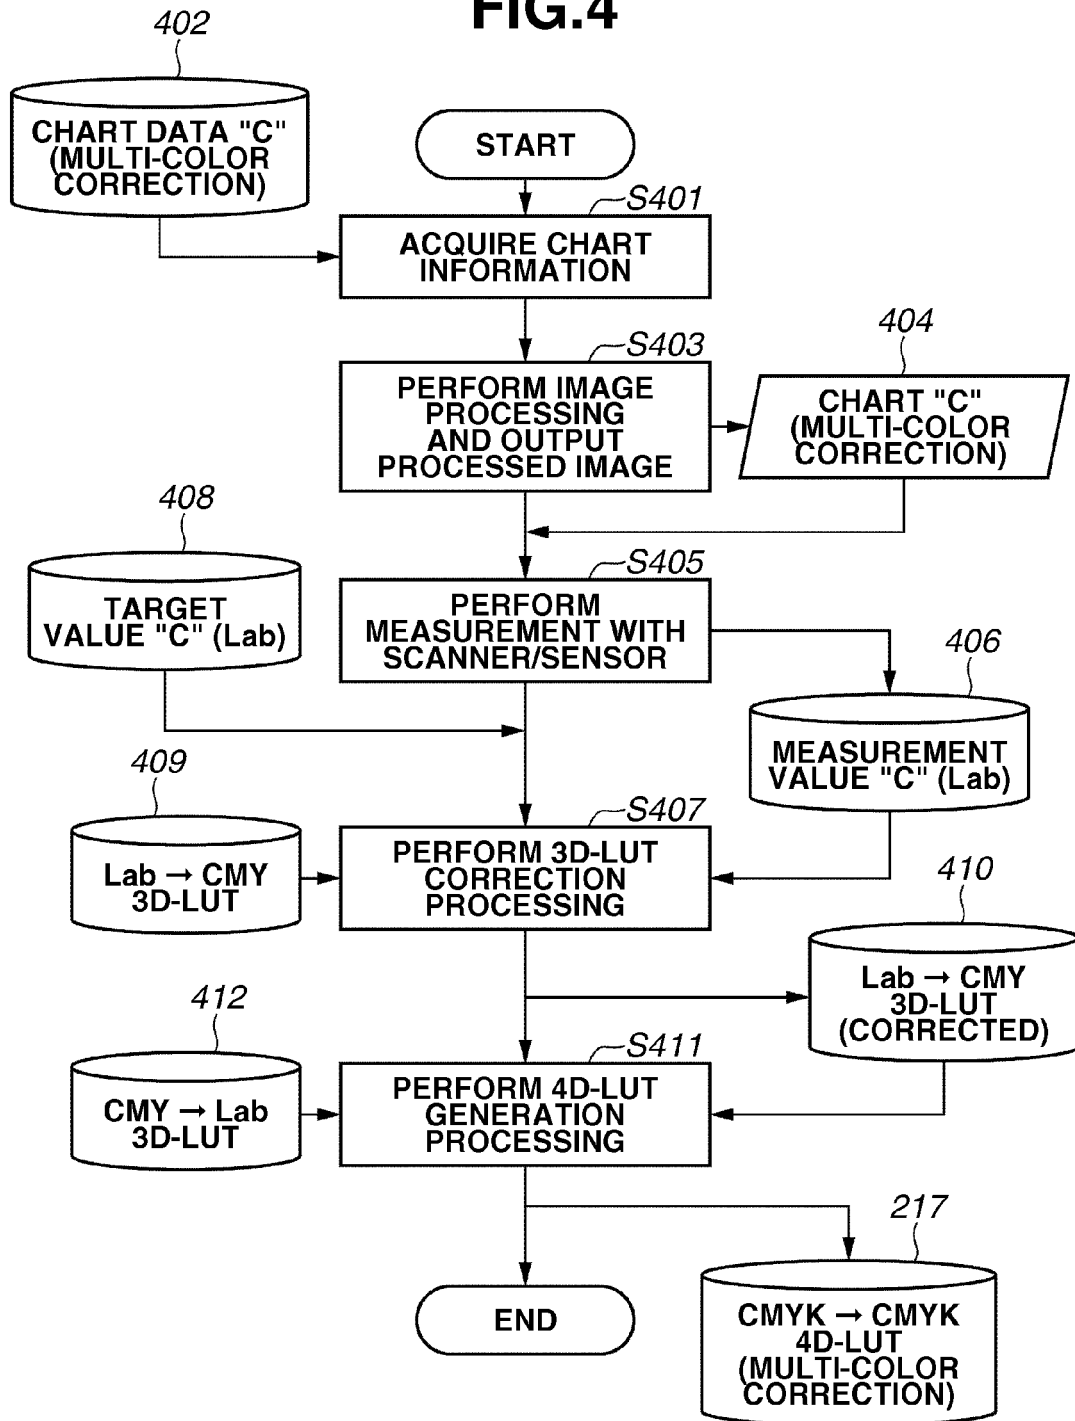 FIG.4
402
CHART DATA "C"
(MULTI-COLOR
CORRECTION)
START
S401
ACQUIRE CHART
INFORMATION
S403
PERFORM IMAGE
PROCESSING
AND OUTPUT
PROCESSED IMAGE
404
CHART "C"
(MULTI-COLOR
CORRECTION)
408
TARGET
VALUE "C" (Lab)
S405
PERFORM
MEASUREMENT WITH
SCANNER/SENSOR
406
MEASUREMENT
VALUE "C" (Lab)
409
Lab → CMY
3D-LUT
S407
PERFORM 3D-LUT
CORRECTION
PROCESSING
410
Lab → CMY
3D-LUT
(CORRECTED)
412
CMY → Lab
3D-LUT
S411
PERFORM 4D-LUT
GENERATION
PROCESSING
217
CMYK → CMYK
4D-LUT
(MULTI-COLOR
CORRECTION)
END